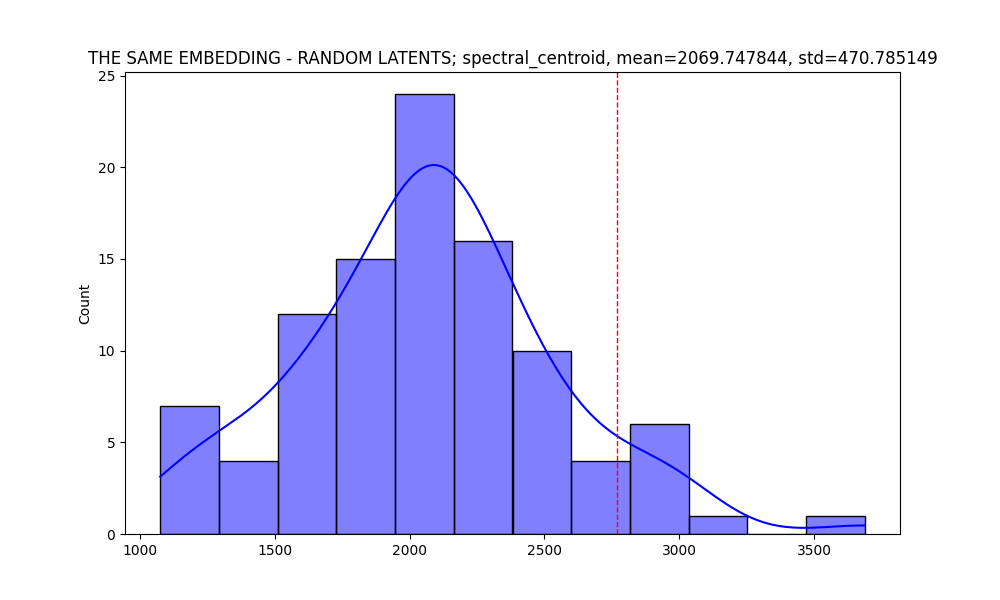 THE SAME EMBEDDING - RANDOM LATENTS; spectral_centroid, mean=2069.747844, std=470.785149
25
20
15
10
5
0
Count
1000 1500 2000 2500 3000 3500